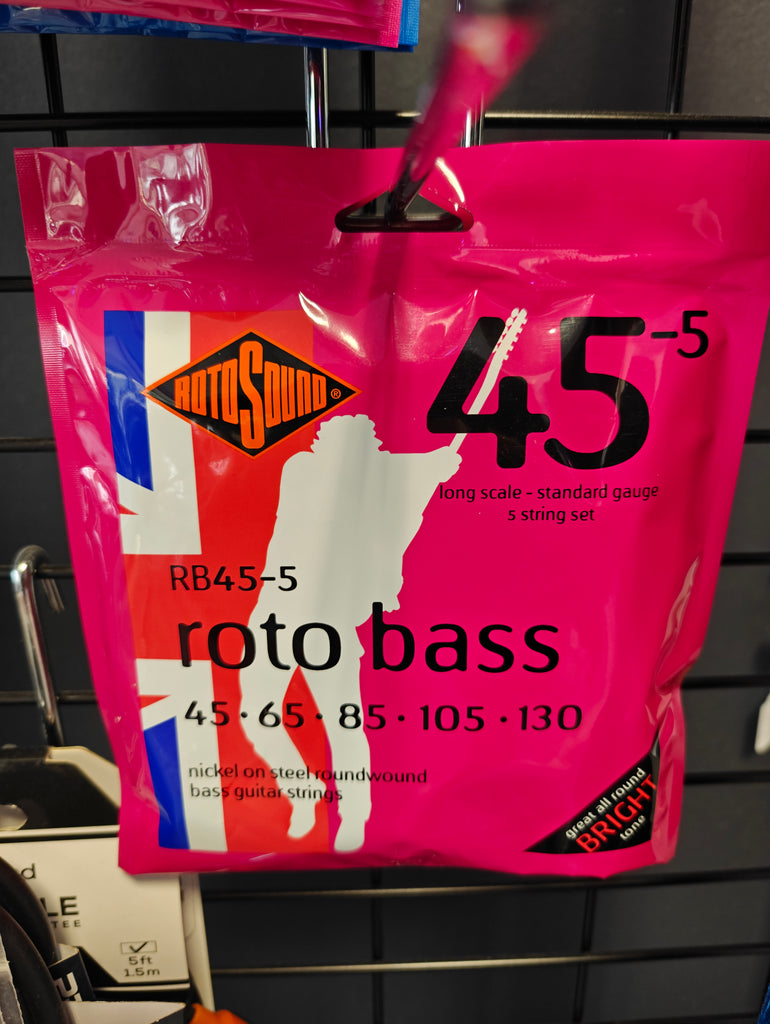 ROTOSOUND®
45-5
long scale - standard gauge
5 string set
RB45-5
roto bass
45 · 65 · 85 · 105 · 130
nickel on steel roundwound
bass guitar strings
great all round
BRIGHT
tone
5ft
1.5m